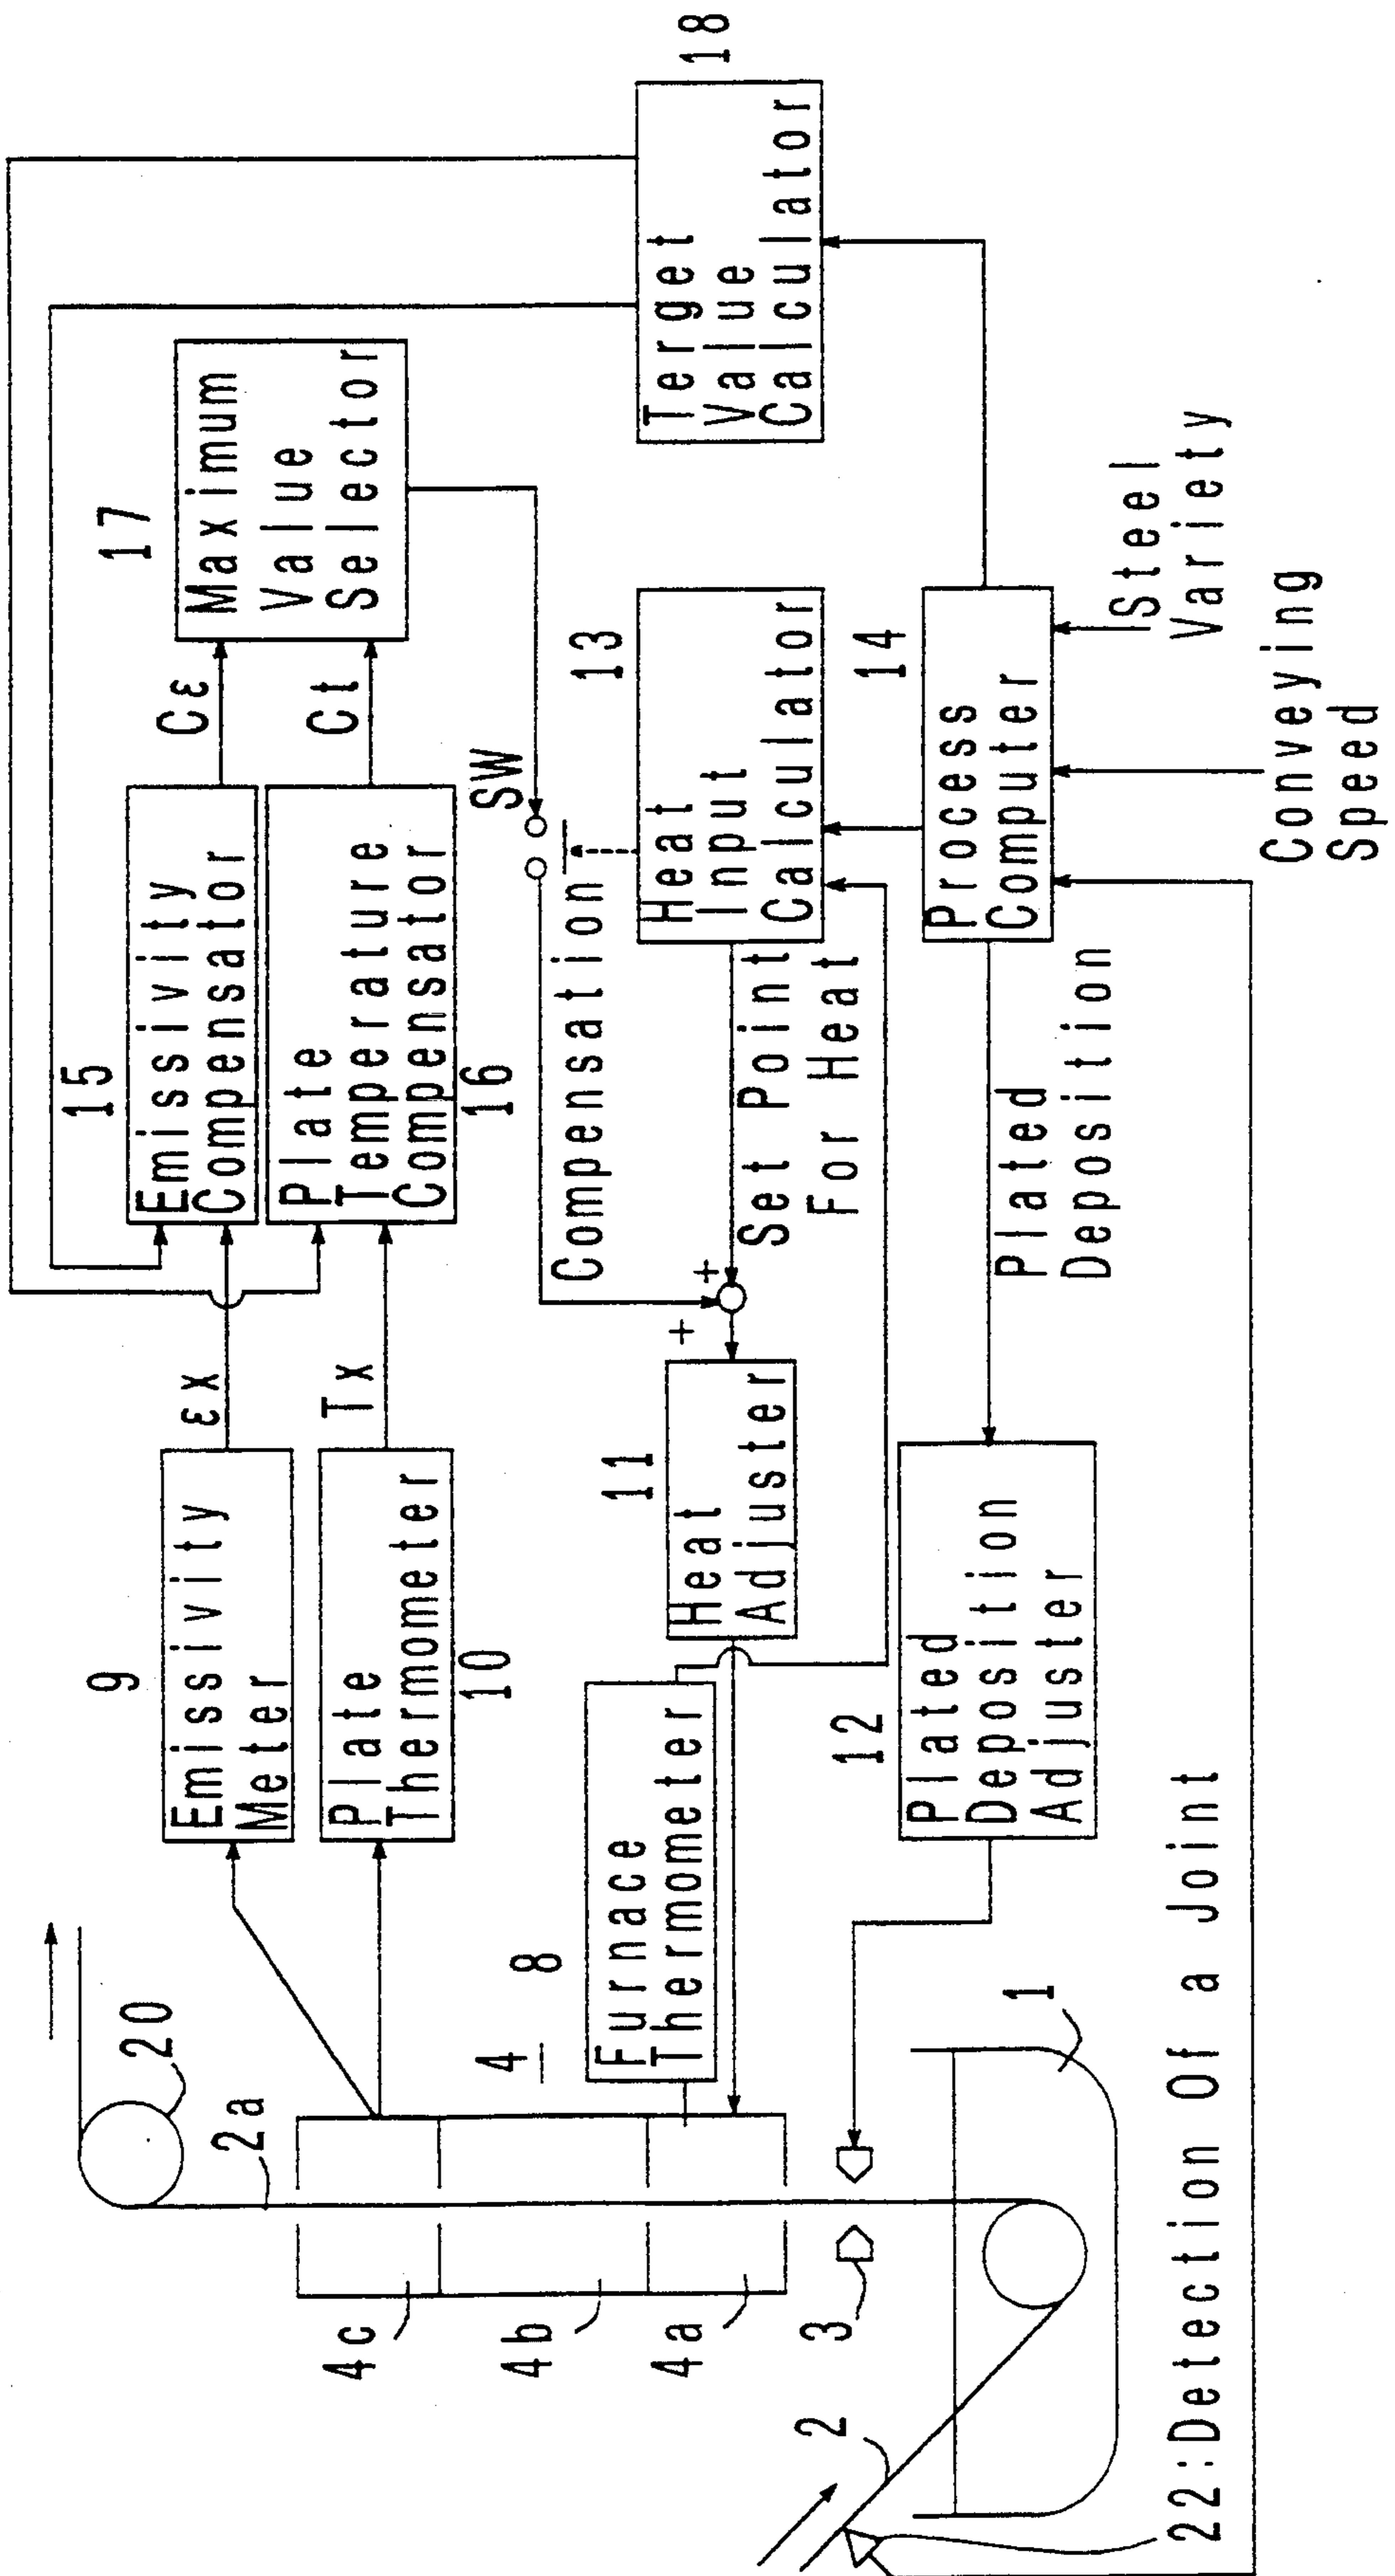 20
2a
4c
4b
4a
4
3
2
1
22:Detection Of a Joint
9
Emissivity
Meter
εx
Plate
Thermometer
10
Tx
8
Furnace
Thermometer
11
Heat
Adjuster
12
Plated
Deposition
Adjuster
15
Emissivity
Compensator
Cε
Plate
Temperature
Compensator
16
Ct
17
Maximum
Value
Selector
SW
Compensation
+
+
Set Point
For Heat
13
Heat
Input
Calculator
Plated
Deposition
14
Process
Computer
Steel
Variety
Conveying
Speed
18
Terget
Value
Calculator